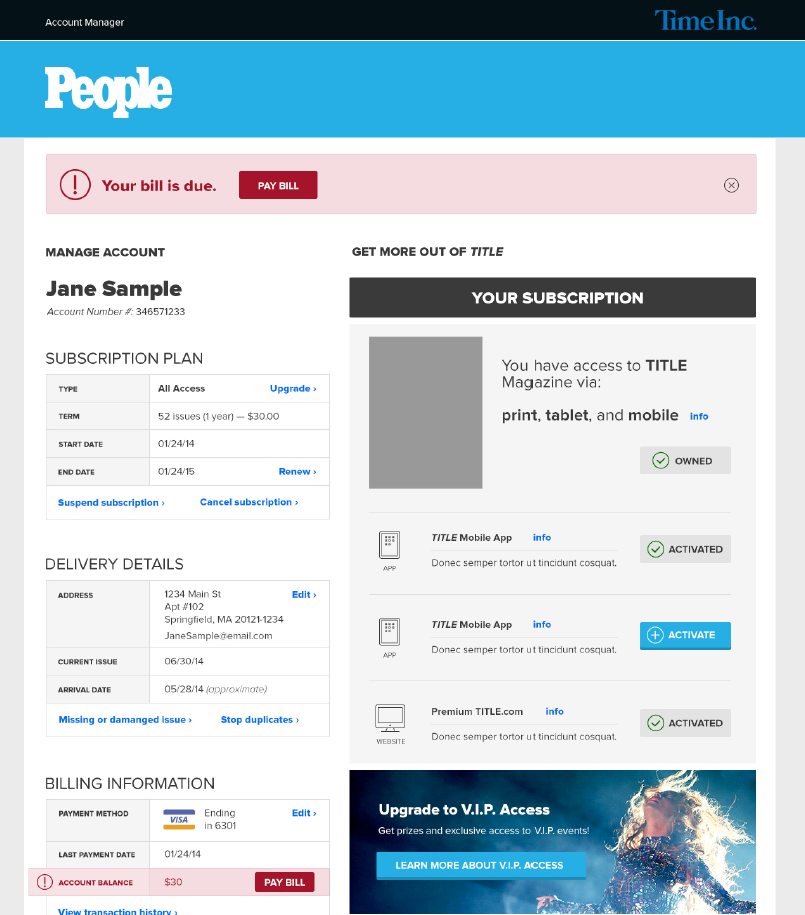 Account Manager
Time Inc.
People
Your bill is due.
PAY BILL
MANAGE ACCOUNT
Jane Sample
Account Number #: 346571233
SUBSCRIPTION PLAN
TYPE All Access Upgrade ›
TERM 52 issues (1 year) — $30.00
START DATE 01/24/14
END DATE 01/24/15 Renew ›
Suspend subscription › Cancel subscription ›
DELIVERY DETAILS
ADDRESS 1234 Main St Edit ›
Apt #102
Springfield, MA 20121-1234
JaneSample@email.com
CURRENT ISSUE 06/30/14
ARRIVAL DATE 05/28/14 (approximate)
Missing or damanged issue › Stop duplicates ›
BILLING INFORMATION
PAYMENT METHOD VISA Ending Edit ›
in 6301
LAST PAYMENT DATE 01/24/14
ACCOUNT BALANCE $30 PAY BILL
View transaction history ›
GET MORE OUT OF TITLE
YOUR SUBSCRIPTION
You have access to TITLE
Magazine via:
print, tablet, and mobile info
OWNED
TITLE Mobile App info
Donec semper tortor ut tincidunt cosquat.
APP
ACTIVATED
TITLE Mobile App info
Donec semper tortor ut tincidunt cosquat.
APP
ACTIVATE
Premium TITLE.com info
Donec semper tortor ut tincidunt cosquat.
WEBSITE
ACTIVATED
Upgrade to V.I.P. Access
Get prizes and exclusive access to V.I.P. events!
LEARN MORE ABOUT V.I.P. ACCESS